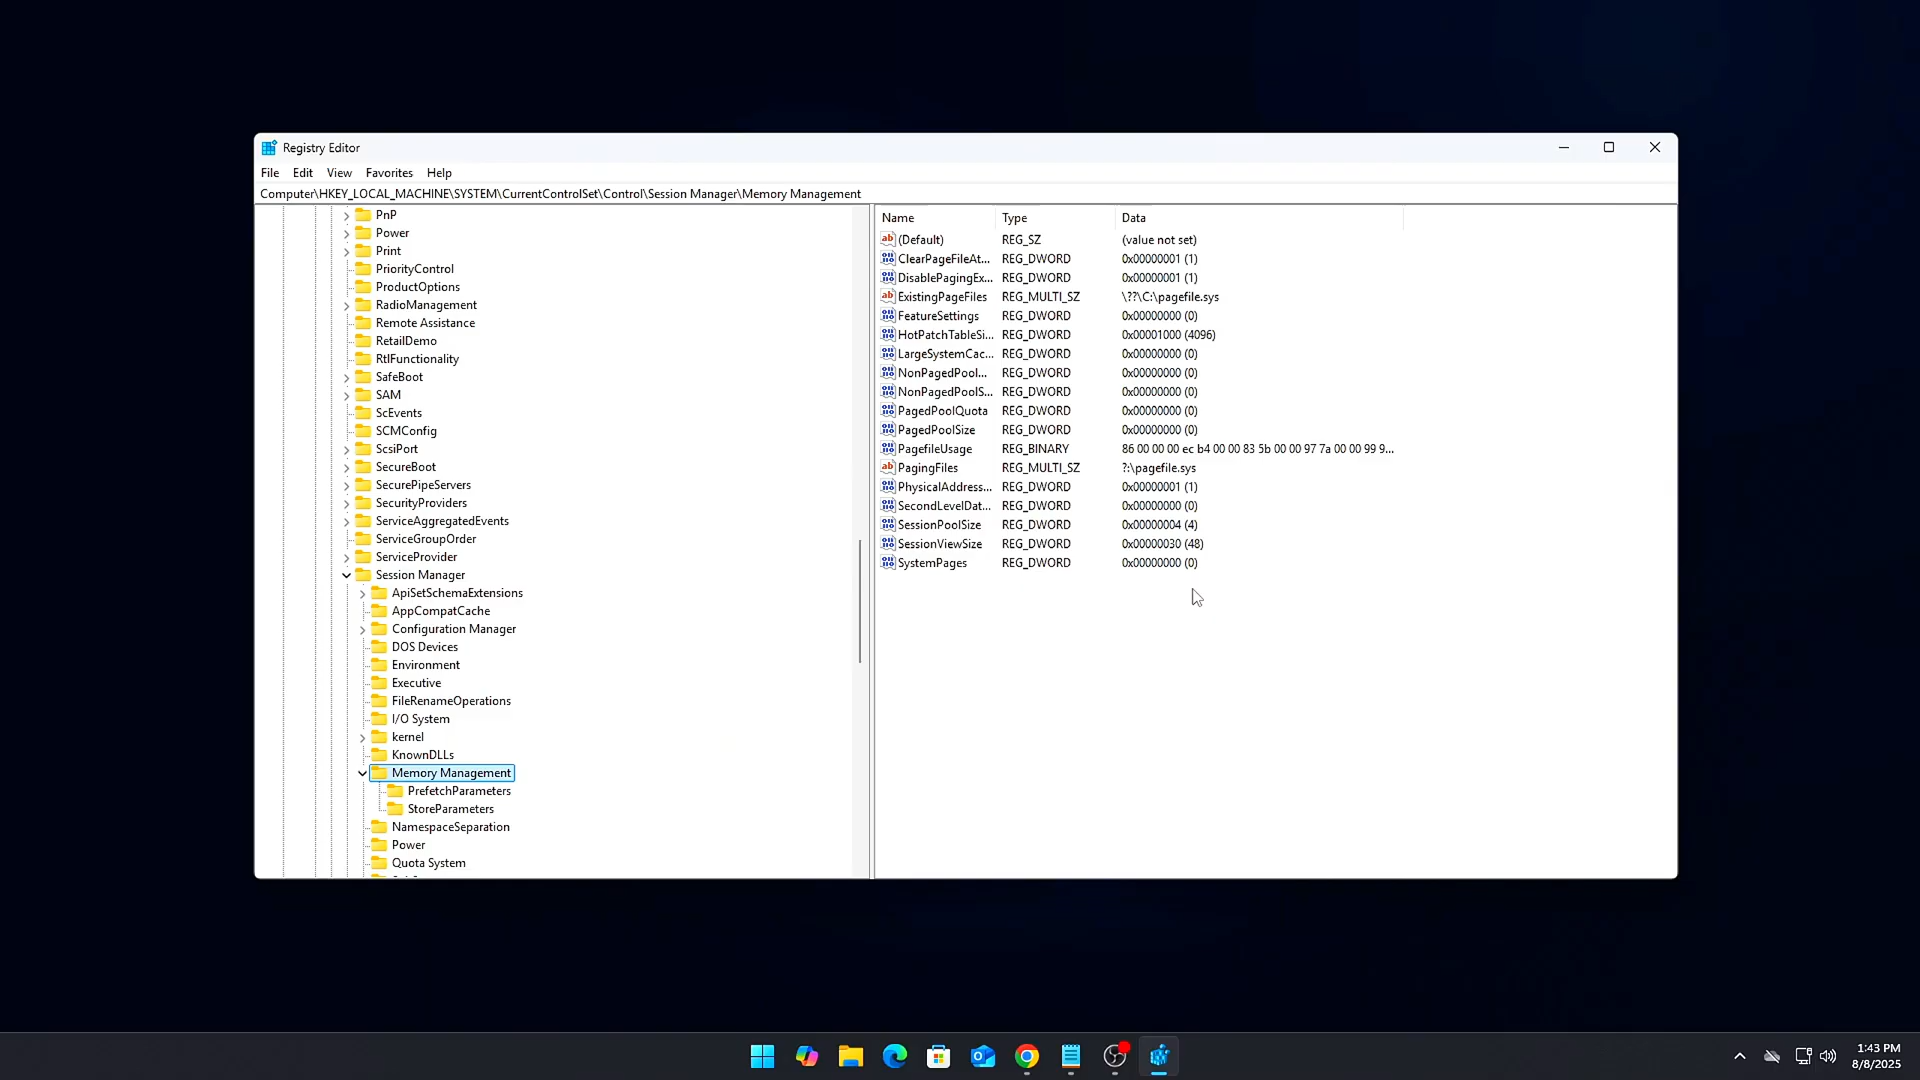 Registry Editor
File Edit View Favorites Help
Computer\HKEY_LOCAL_MACHINE\SYSTEM\CurrentControlSet\Control\Session Manager\Memory Management
PnP
Power
Print
PriorityControl
ProductOptions
RadioManagement
Remote Assistance
RetailDemo
RtlFunctionality
SafeBoot
SAM
ScEvents
SCMConfig
ScsiPort
SecureBoot
SecurePipeServers
SecurityProviders
ServiceAggregatedEvents
ServiceGroupOrder
ServiceProvider
Session Manager
ApiSetSchemaExtensions
AppCompatCache
Configuration Manager
DOS Devices
Environment
Executive
FileRenameOperations
I/O System
kernel
KnownDLLs
Memory Management
PrefetchParameters
StoreParameters
NamespaceSeparation
Power
Quota System
Name Type Data
(Default) REG_SZ (value not set)
ClearPageFileAt... REG_DWORD 0x00000001 (1)
DisablePagingEx... REG_DWORD 0x00000001 (1)
ExistingPageFiles REG_MULTI_SZ \??\C:\pagefile.sys
FeatureSettings REG_DWORD 0x00000000 (0)
HotPatchTableSi... REG_DWORD 0x00001000 (4096)
LargeSystemCac... REG_DWORD 0x00000000 (0)
NonPagedPool... REG_DWORD 0x00000000 (0)
NonPagedPoolS... REG_DWORD 0x00000000 (0)
PagedPoolQuota REG_DWORD 0x00000000 (0)
PagedPoolSize REG_DWORD 0x00000000 (0)
PagefileUsage REG_BINARY 86 00 00 00 ec b4 00 00 83 5b 00 00 97 7a 00 00 99 9...
PagingFiles REG_MULTI_SZ ?:\pagefile.sys
PhysicalAddress... REG_DWORD 0x00000001 (1)
SecondLevelDat... REG_DWORD 0x00000000 (0)
SessionPoolSize REG_DWORD 0x00000004 (4)
SessionViewSize REG_DWORD 0x00000030 (48)
SystemPages REG_DWORD 0x00000000 (0)
1:43 PM
8/8/2025